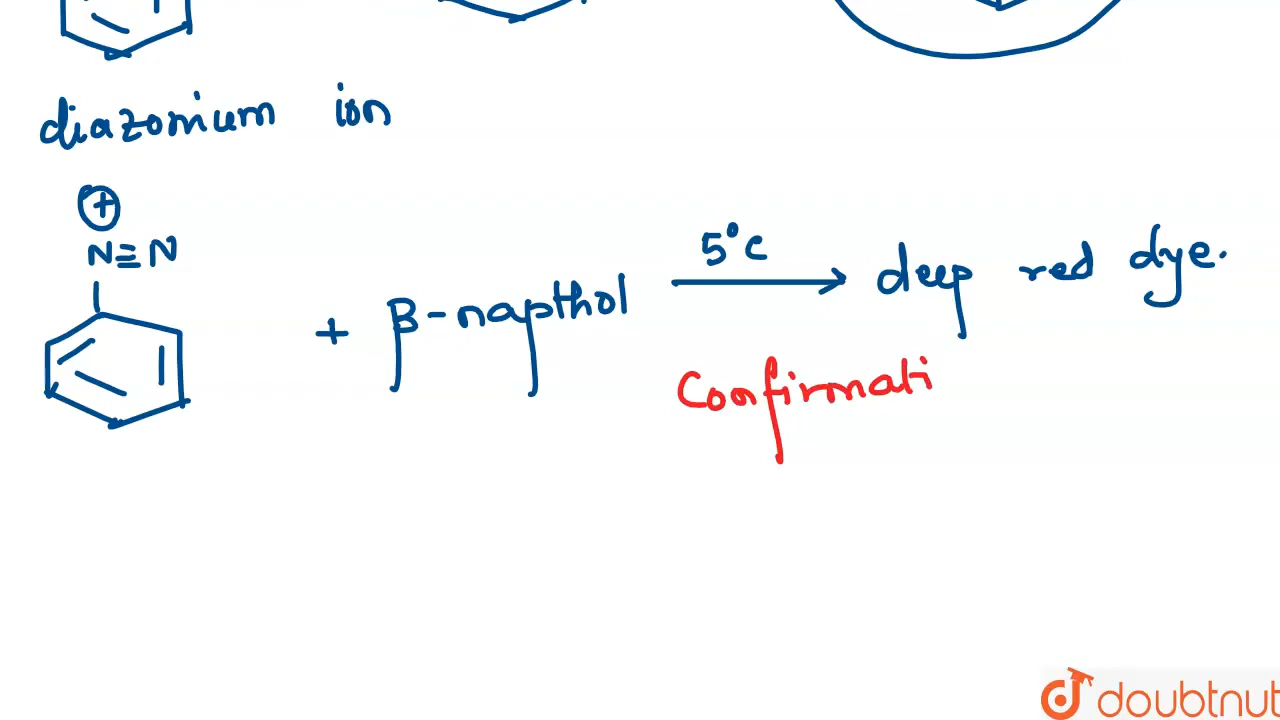 diazonium ion
+
N≡N
+ β-napthol
5°C
deep red dye.
Confirmati
doubtnut